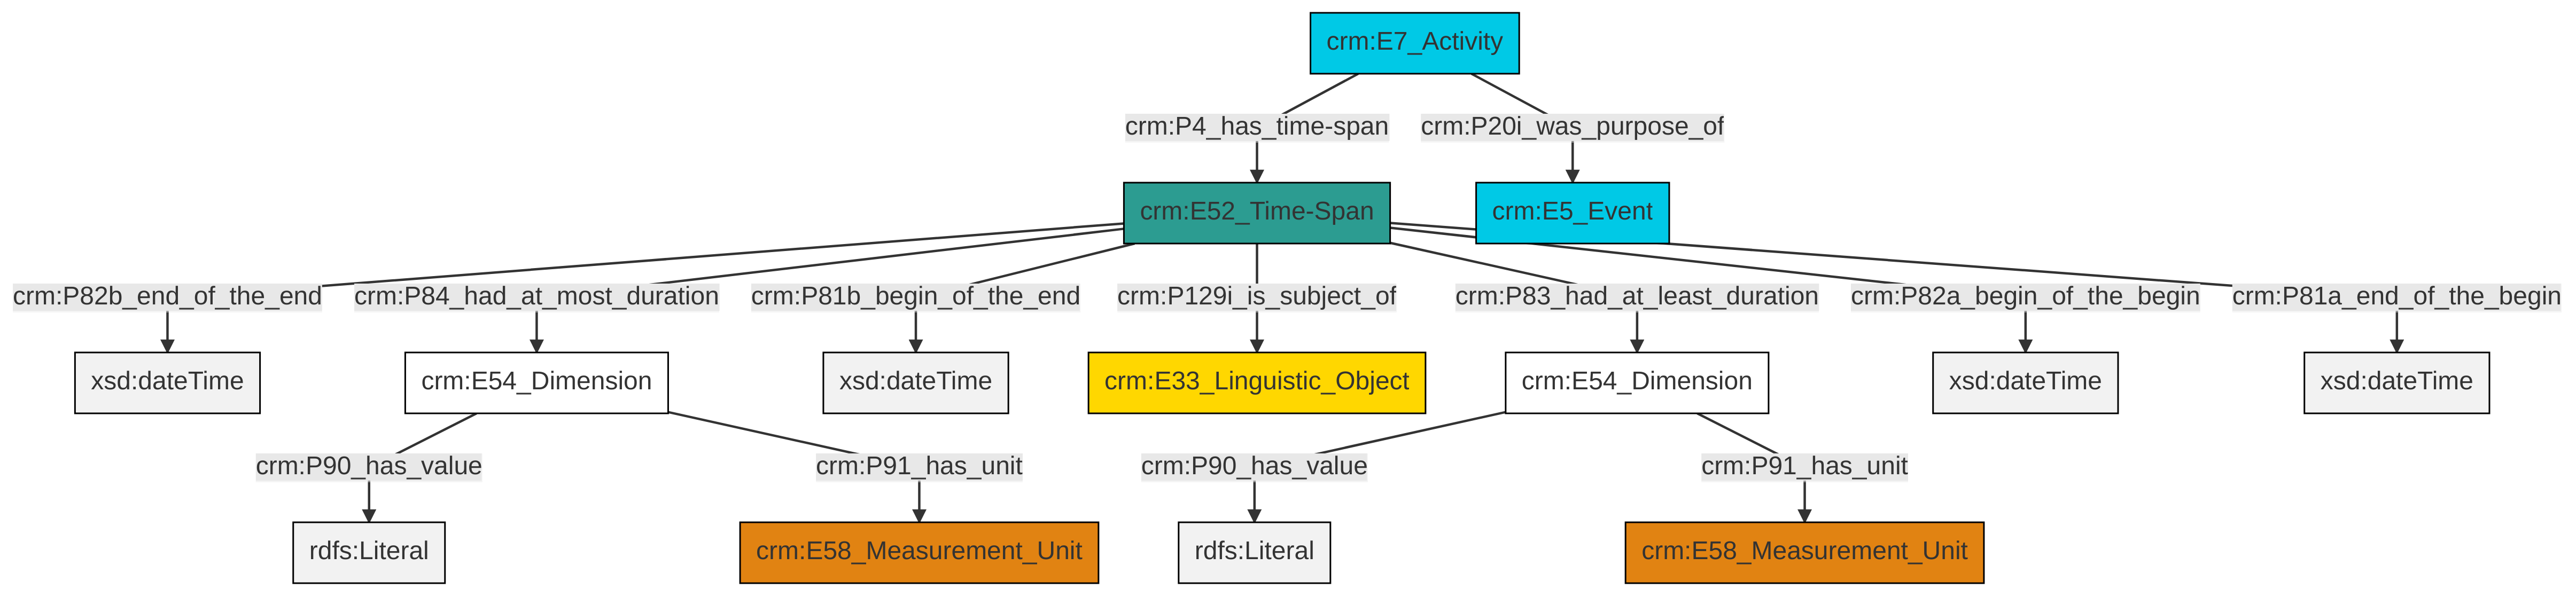 crm:E7_Activity
crm:P4_has_time-span
crm:P20i_was_purpose_of
crm:E52_Time-Span
crm:E5_Event
crm:P82b_end_of_the_end
crm:P84_had_at_most_duration
crm:P81b_begin_of_the_end
crm:P129i_is_subject_of
crm:P83_had_at_least_duration
crm:P82a_begin_of_the_begin
crm:P81a_end_of_the_begin
xsd:dateTime
crm:E54_Dimension
xsd:dateTime
crm:E33_Linguistic_Object
crm:E54_Dimension
xsd:dateTime
xsd:dateTime
crm:P90_has_value
crm:P91_has_unit
crm:P90_has_value
crm:P91_has_unit
rdfs:Literal
crm:E58_Measurement_Unit
rdfs:Literal
crm:E58_Measurement_Unit